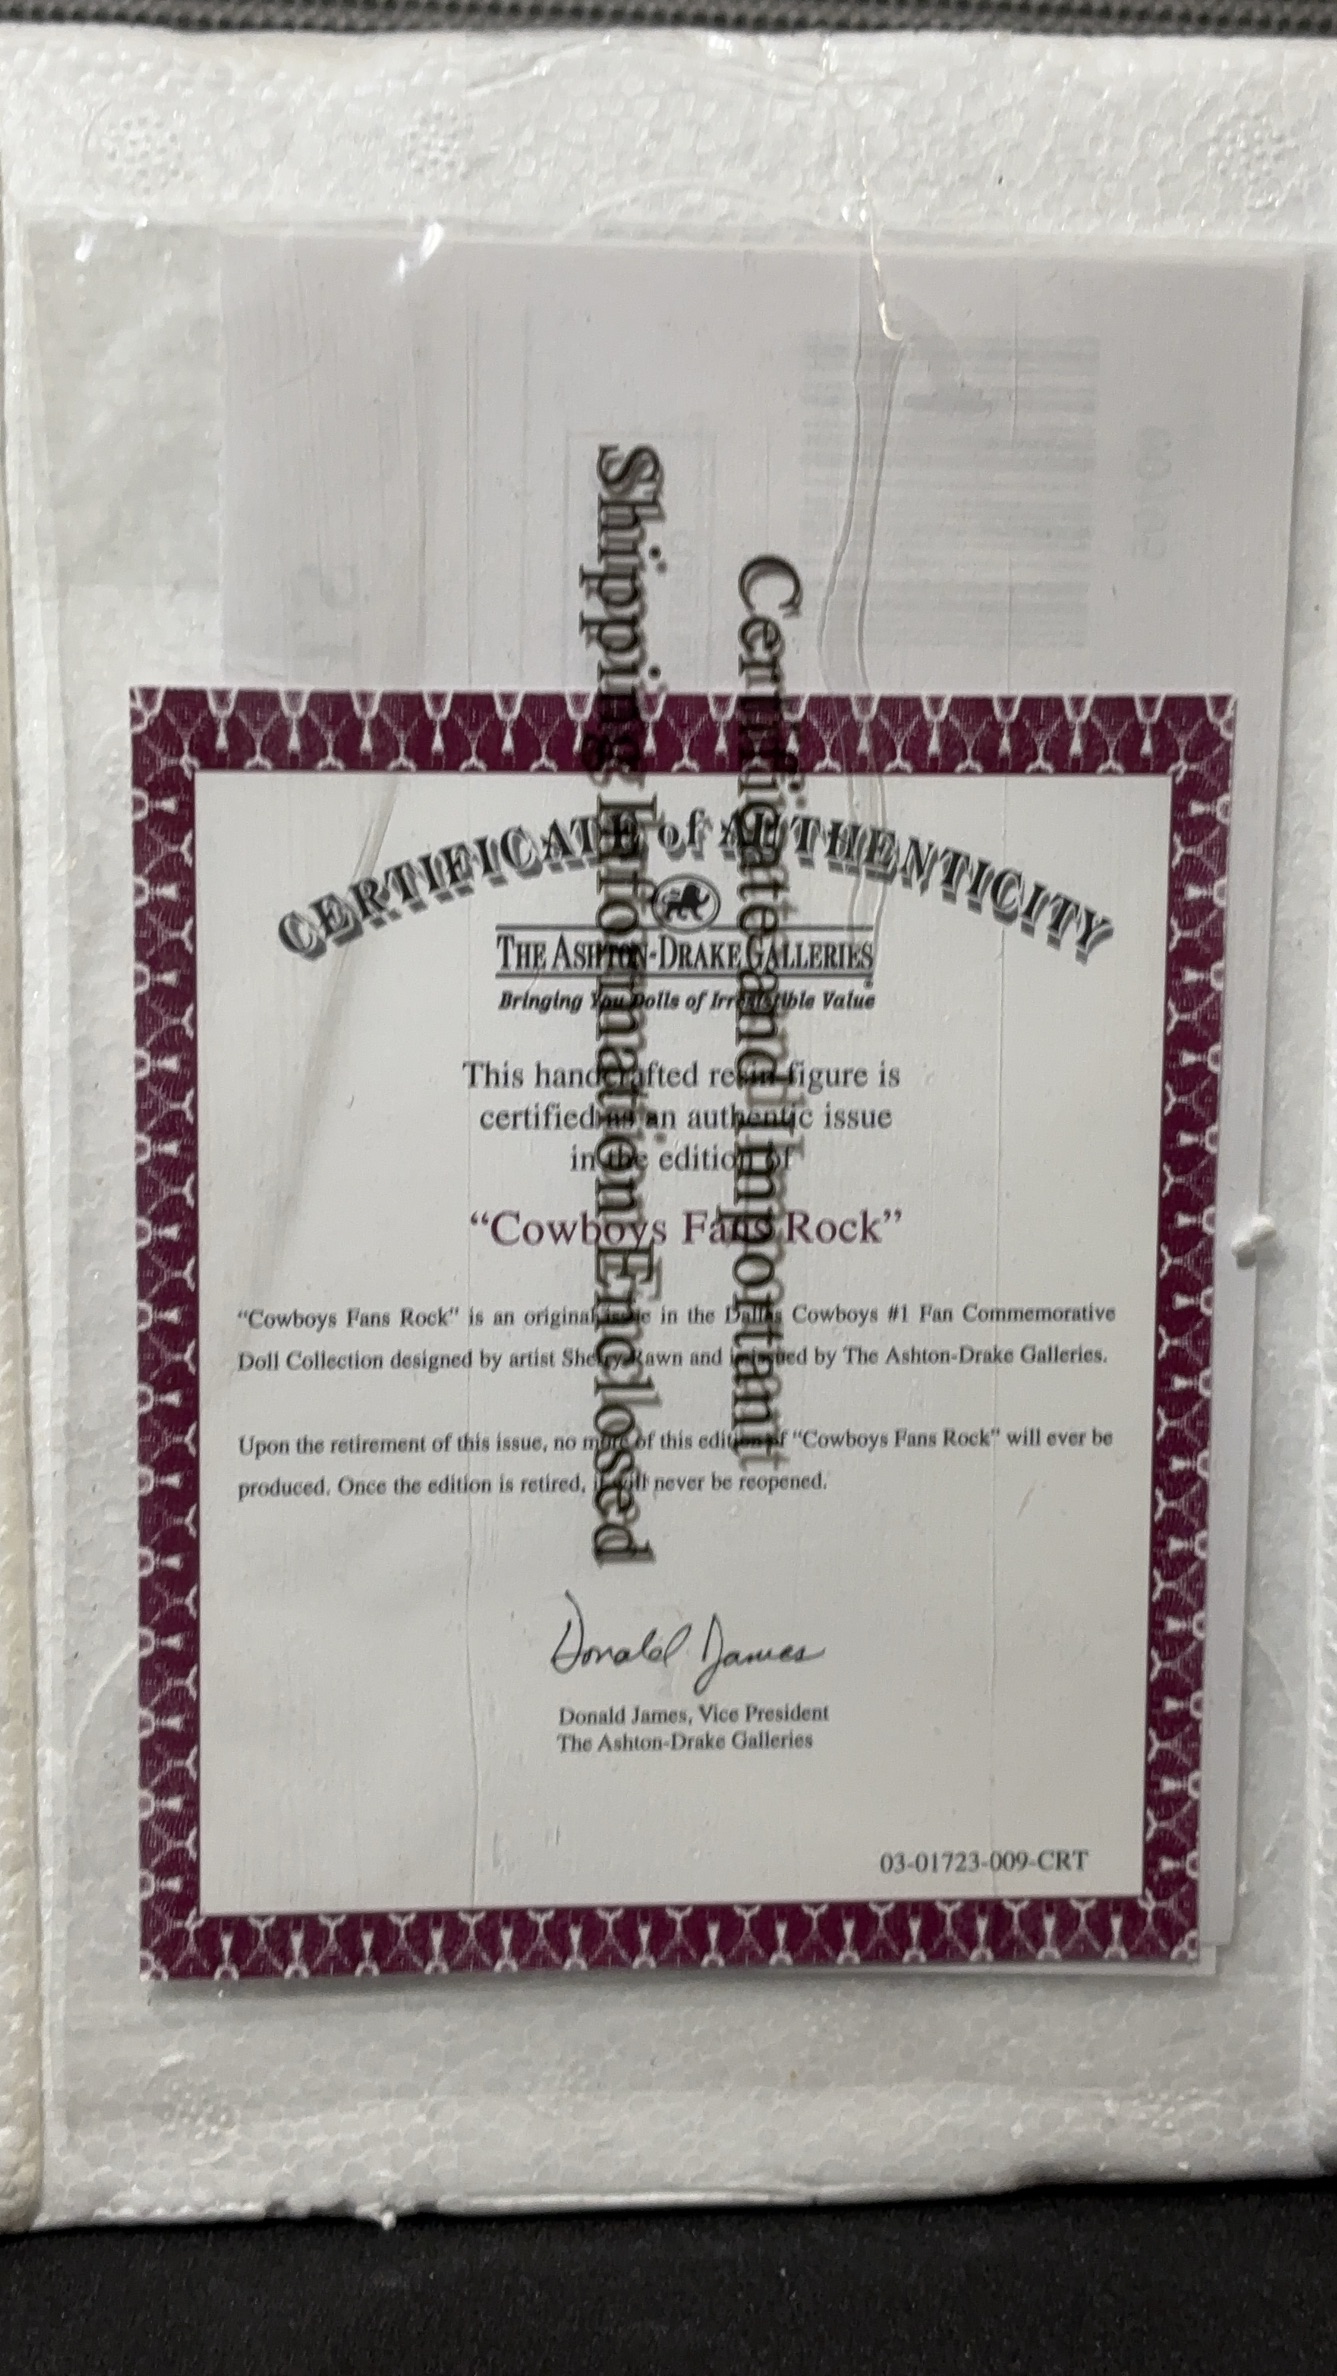 Certificate and Important
Shipping Information Enclosed
CERTIFICATE of AUTHENTICITY
THE ASHTON-DRAKE GALLERIES
Bringing You Dolls of Irresistible Value
This handcrafted resin figure is
certified as an authentic issue
in the edition of
“Cowboys Fans Rock”
“Cowboys Fans Rock” is an original issue in the Dallas Cowboys #1 Fan Commemorative
Doll Collection designed by artist Sherry Rawn and is issued by The Ashton-Drake Galleries.
Upon the retirement of this issue, no more of this edition of “Cowboys Fans Rock” will ever be
produced. Once the edition is retired, it will never be reopened.
Donald James
Donald James, Vice President
The Ashton-Drake Galleries
03-01723-009-CRT